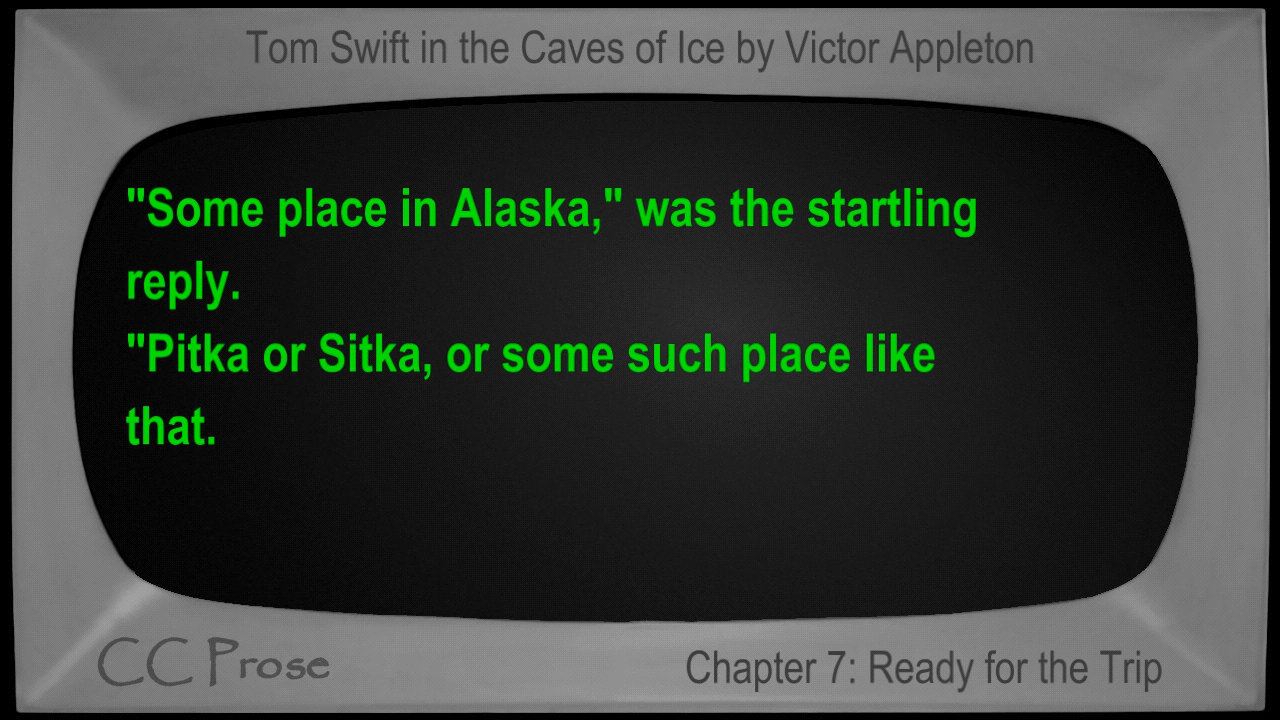 Tom Swift in the Caves of Ice by Victor Appleton
"Some place in Alaska," was the startling
reply.
"Pitka or Sitka, or some such place like
that.
CC Prose
Chapter 7: Ready for the Trip